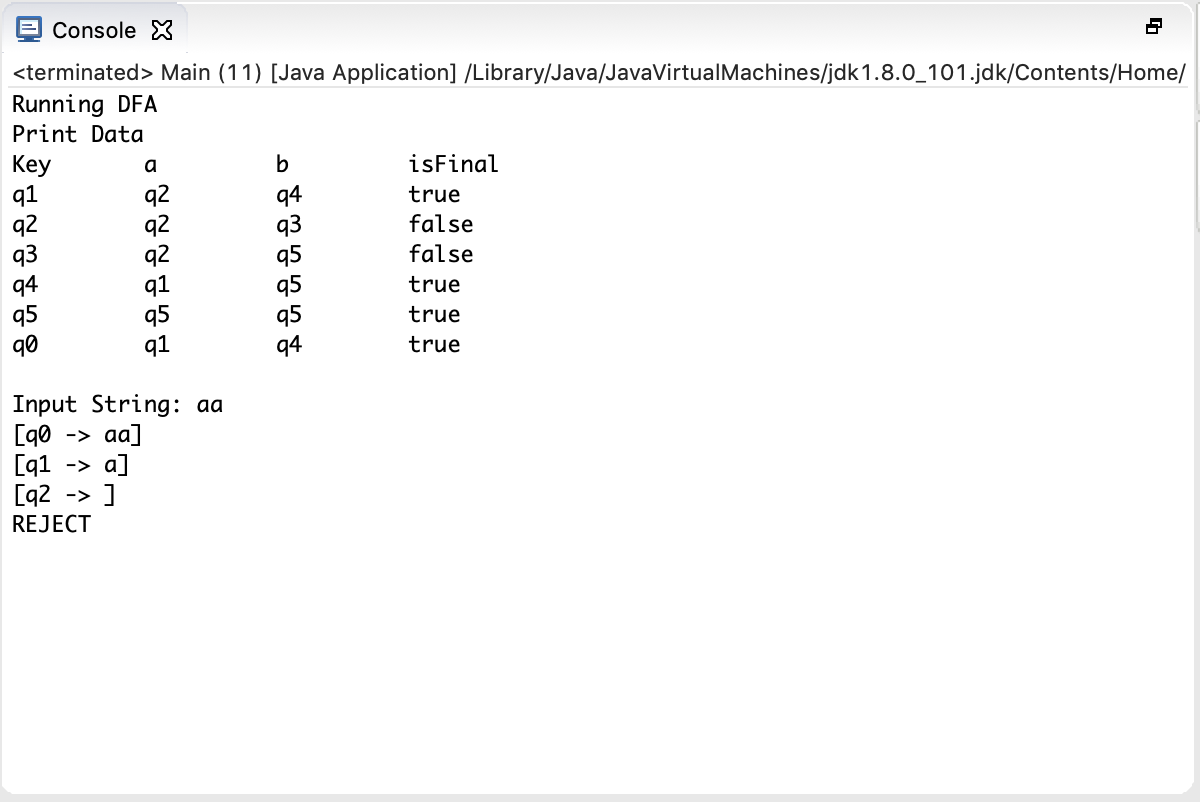 Console
<terminated> Main (11) [Java Application] /Library/Java/JavaVirtualMachines/jdk1.8.0_101.jdk/Contents/Home/
Running DFA
Print Data
Key a b isFinal
q1 q2 q4 true
q2 q2 q3 false
q3 q2 q5 false
q4 q1 q5 true
q5 q5 q5 true
q0 q1 q4 true
Input String: aa
[q0 -> aa]
[q1 -> a]
[q2 -> ]
REJECT